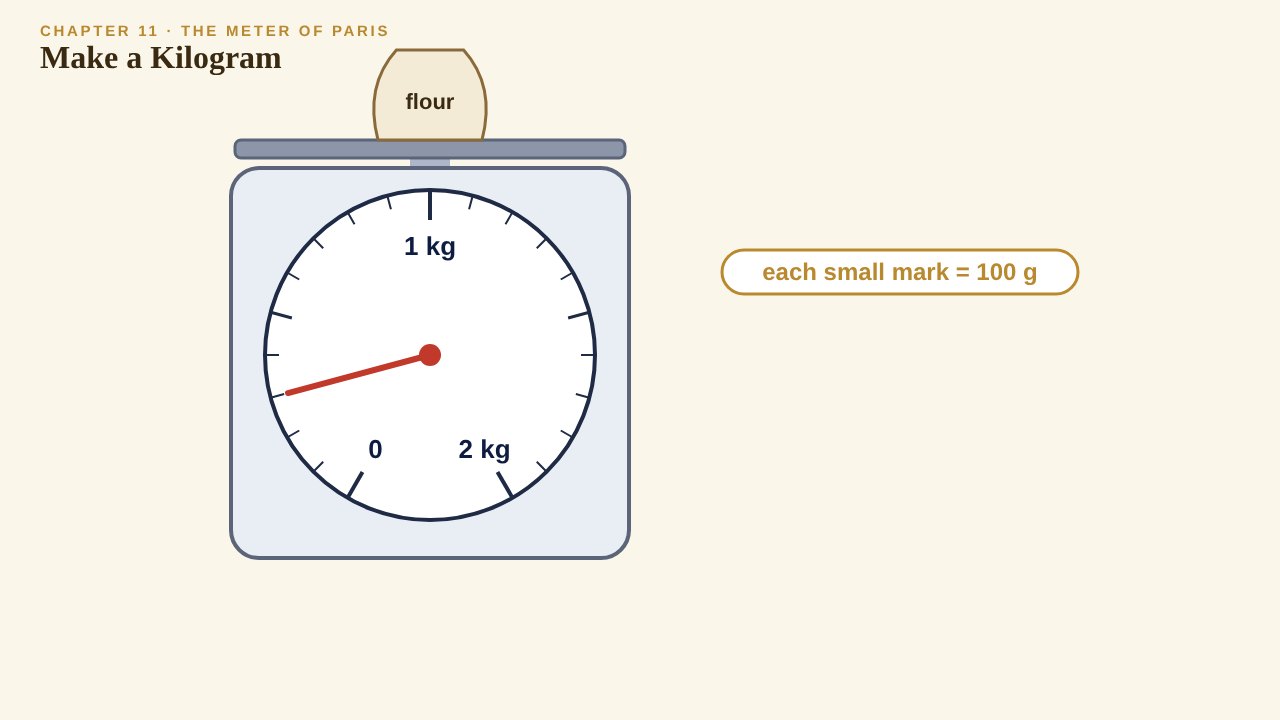 CHAPTER 11 · THE METER OF PARIS
Make a Kilogram
flour
1 kg
each small mark = 100 g
0
2 kg